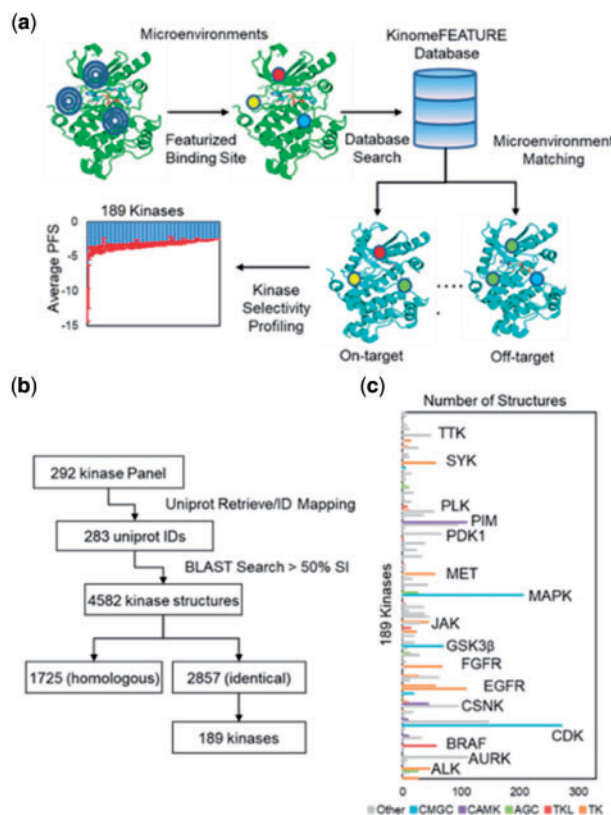 (a)
Microenvironments
KinomeFEATURE
Database
Featurized
Binding Site
Database
Search
Microenvironment
Matching
189 Kinases
Average PFS
0
-5
-10
-15
Kinase
Selectivity
Profiling
On-target
Off-target
(b)
292 kinase Panel
Uniprot Retrieve/ID Mapping
283 uniprot IDs
BLAST Search > 50% SI
4582 kinase structures
1725 (homologous)
2857 (identical)
189 kinases
(c)
Number of Structures
189 Kinases
TTK
SYK
PLK
PIM
PDK1
MET
MAPK
JAK
GSK3β
FGFR
EGFR
CSNK
CDK
BRAF
AURK
ALK
0 100 200 300
Other CMGC CAMK AGC TKL TK